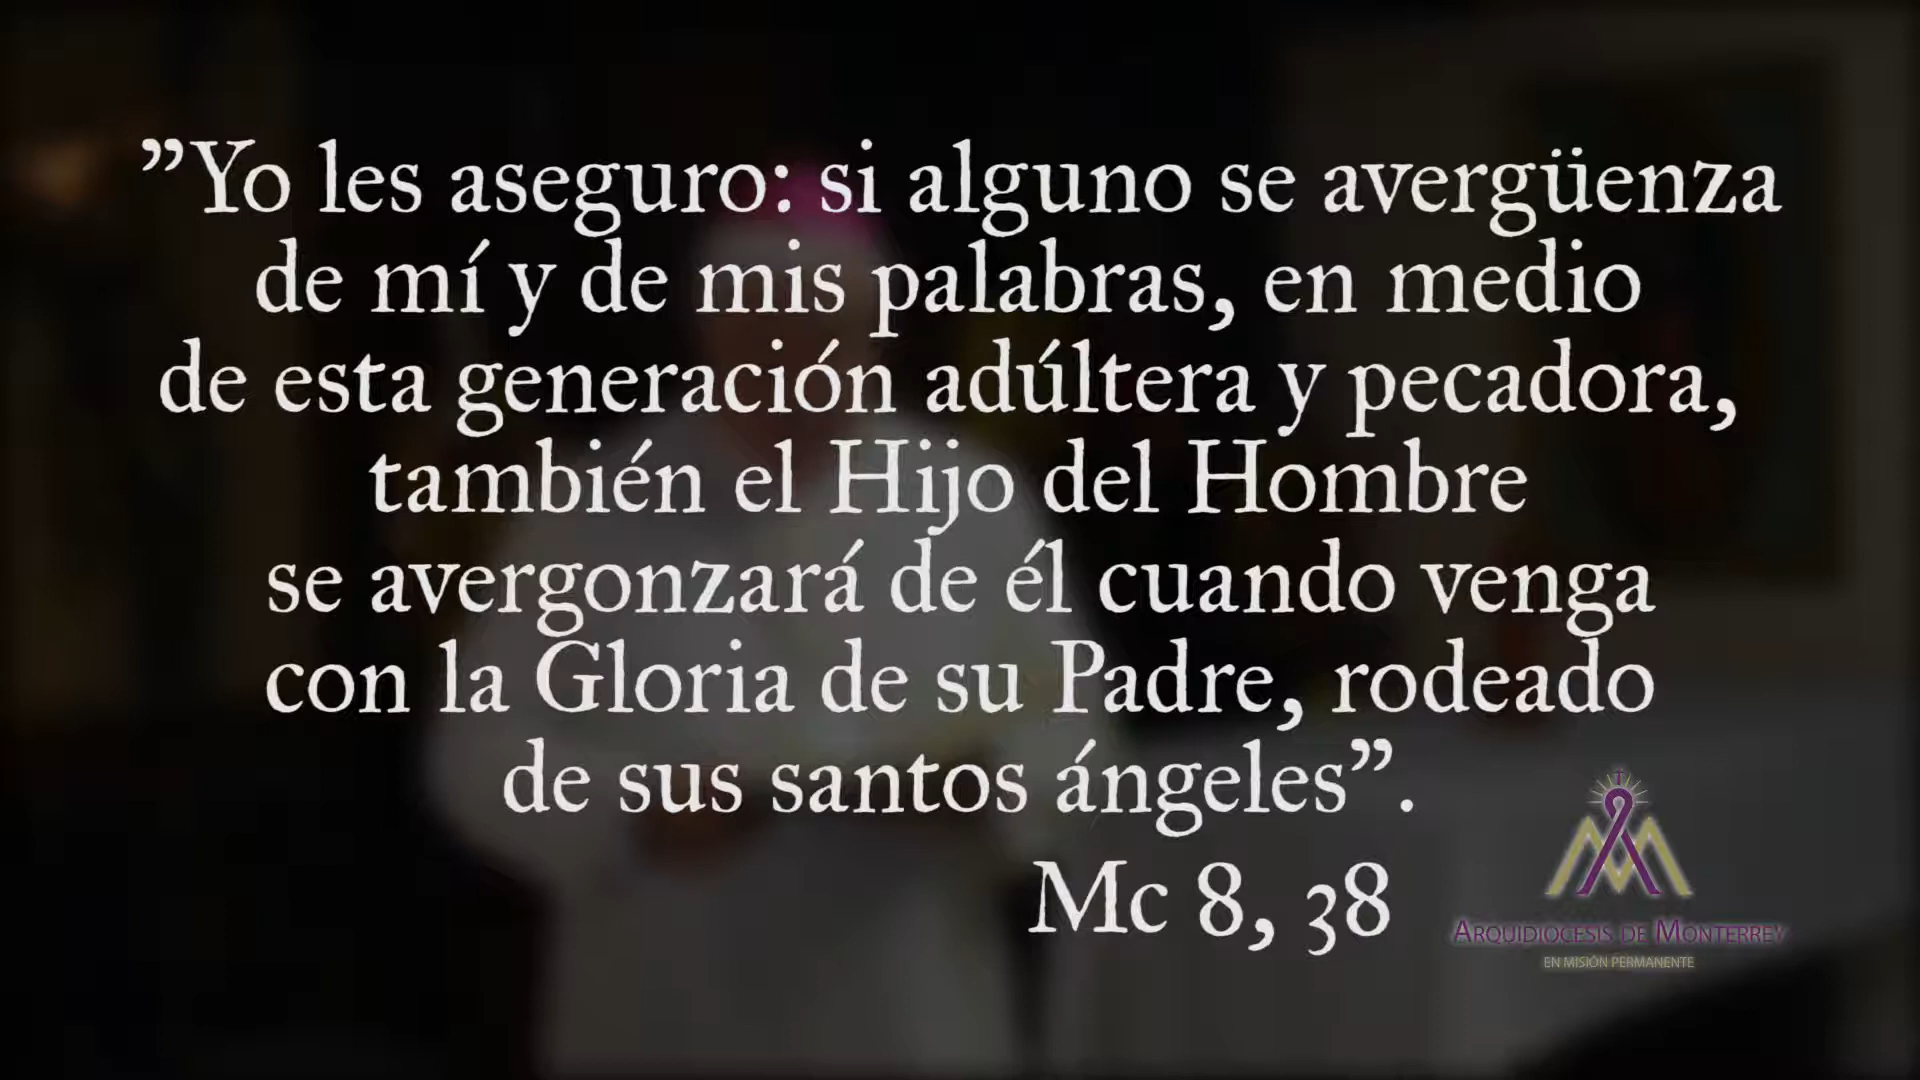 ”Yo les aseguro: si alguno se avergüenza
de mí y de mis palabras, en medio
de esta generación adúltera y pecadora,
también el Hijo del Hombre
se avergonzará de él cuando venga
con la Gloria de su Padre, rodeado
de sus santos ángeles”.
Mc 8, 38
Arquidiocesis de Monterrey
EN MISIÓN PERMANENTE